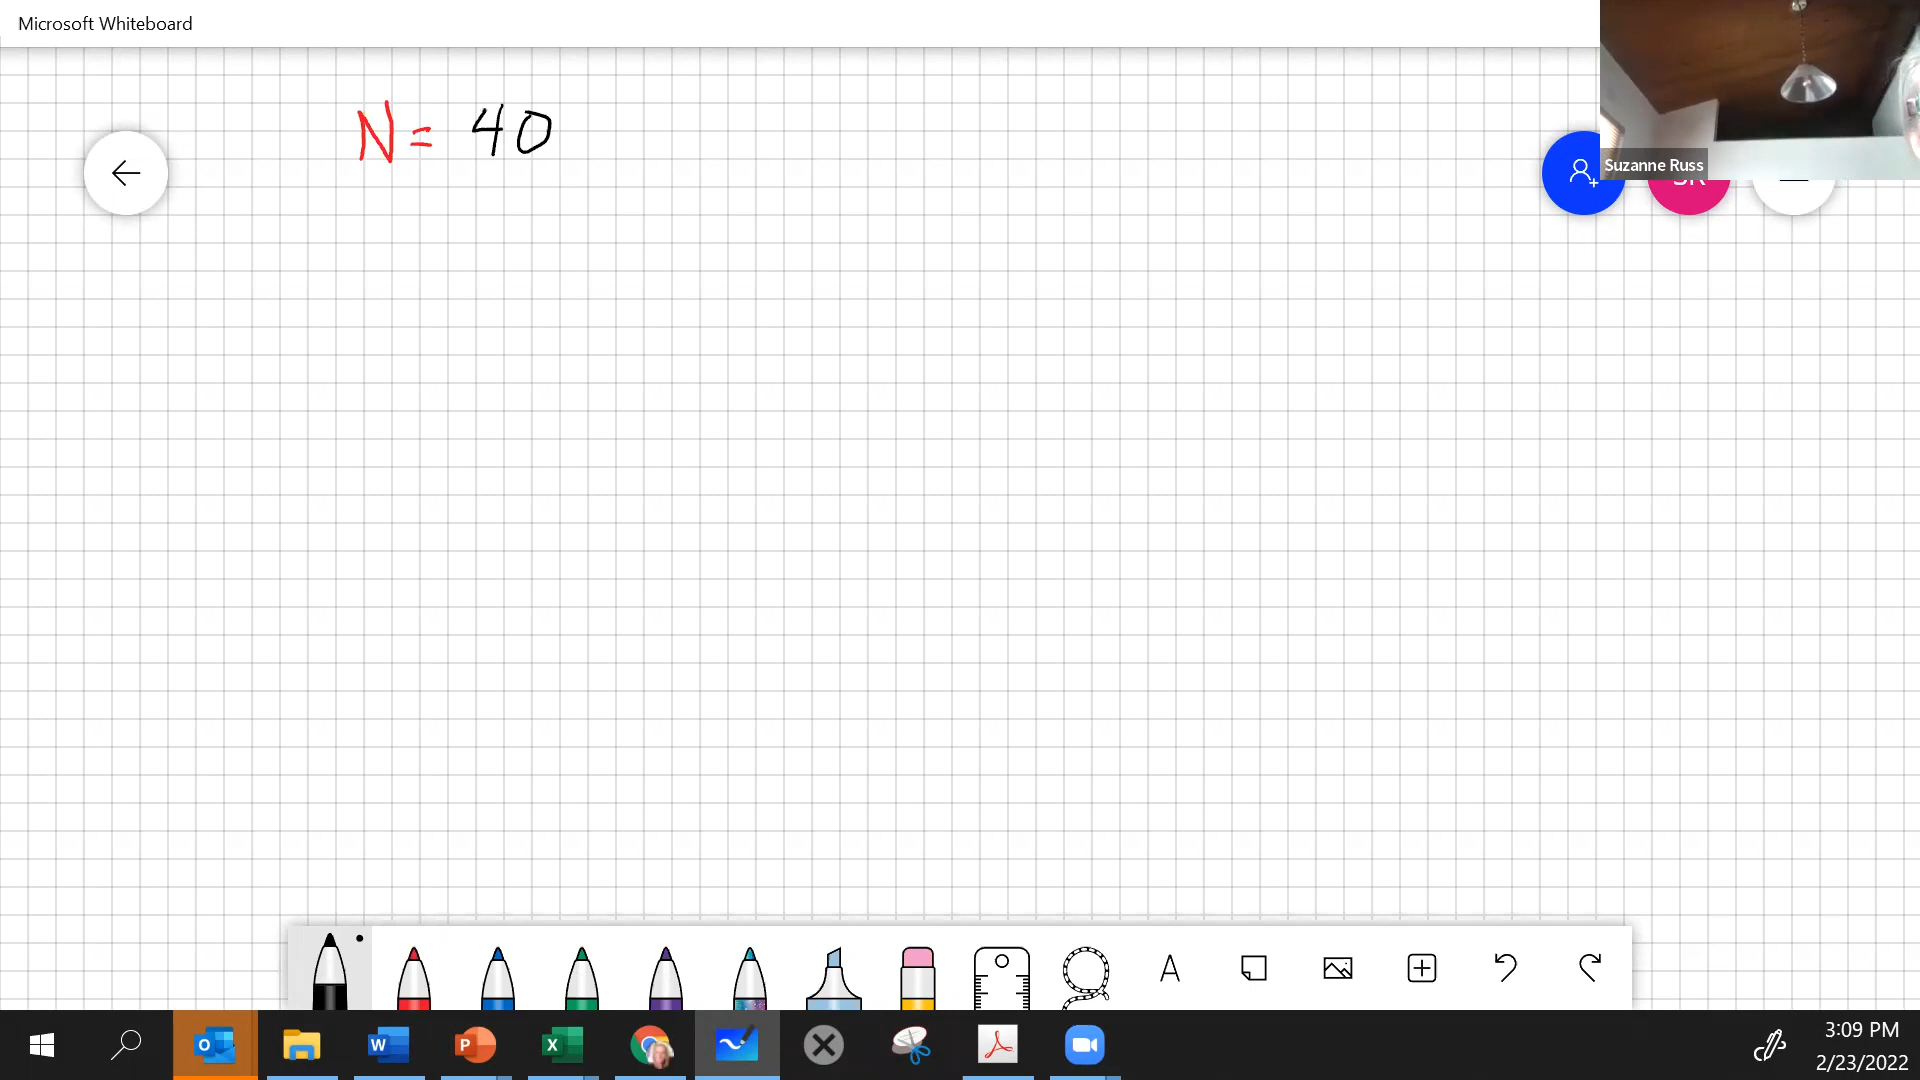 Microsoft Whiteboard
N = 40
Suzanne Russ
3:09 PM
2/23/2022